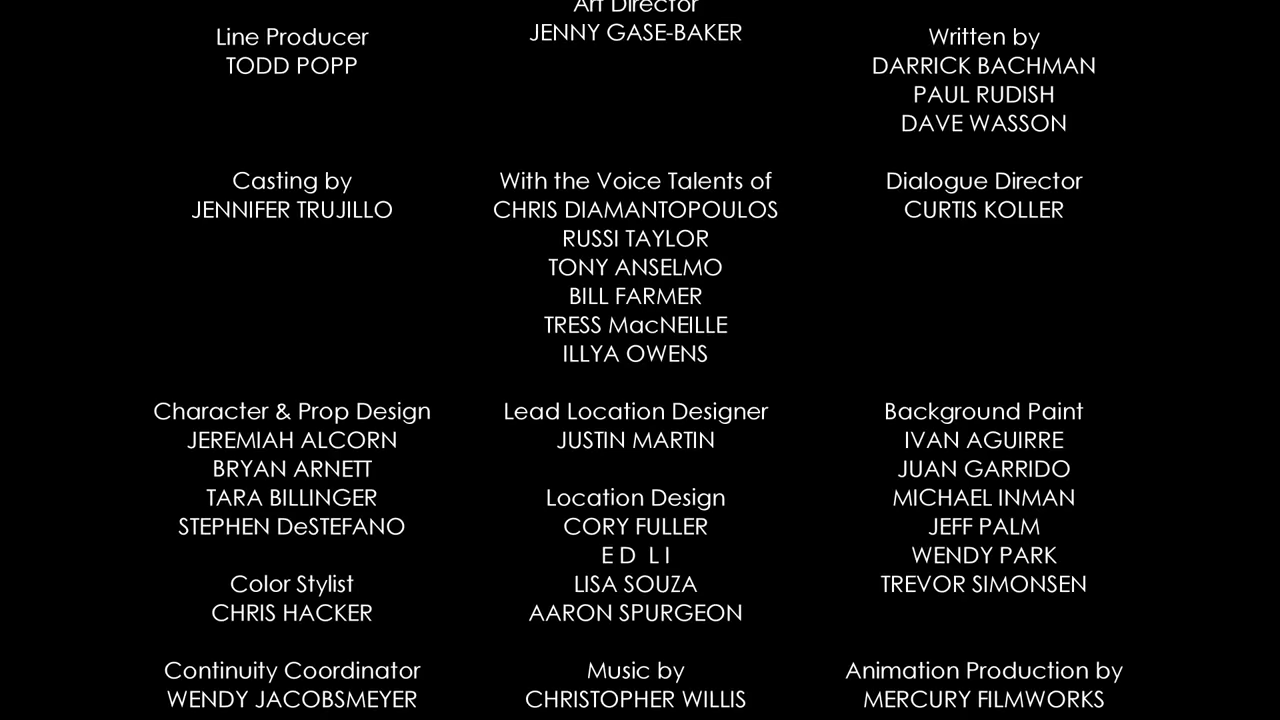 Art Director
JENNY GASE-BAKER
Line Producer
TODD POPP
Written by
DARRICK BACHMAN
PAUL RUDISH
DAVE WASSON
Casting by
JENNIFER TRUJILLO
With the Voice Talents of
CHRIS DIAMANTOPOULOS
RUSSI TAYLOR
TONY ANSELMO
BILL FARMER
TRESS MacNEILLE
ILLYA OWENS
Dialogue Director
CURTIS KOLLER
Character & Prop Design
JEREMIAH ALCORN
BRYAN ARNETT
TARA BILLINGER
STEPHEN DeSTEFANO
Color Stylist
CHRIS HACKER
Lead Location Designer
JUSTIN MARTIN
Location Design
CORY FULLER
E D L I
LISA SOUZA
AARON SPURGEON
Background Paint
IVAN AGUIRRE
JUAN GARRIDO
MICHAEL INMAN
JEFF PALM
WENDY PARK
TREVOR SIMONSEN
Continuity Coordinator
WENDY JACOBSMEYER
Music by
CHRISTOPHER WILLIS
Animation Production by
MERCURY FILMWORKS